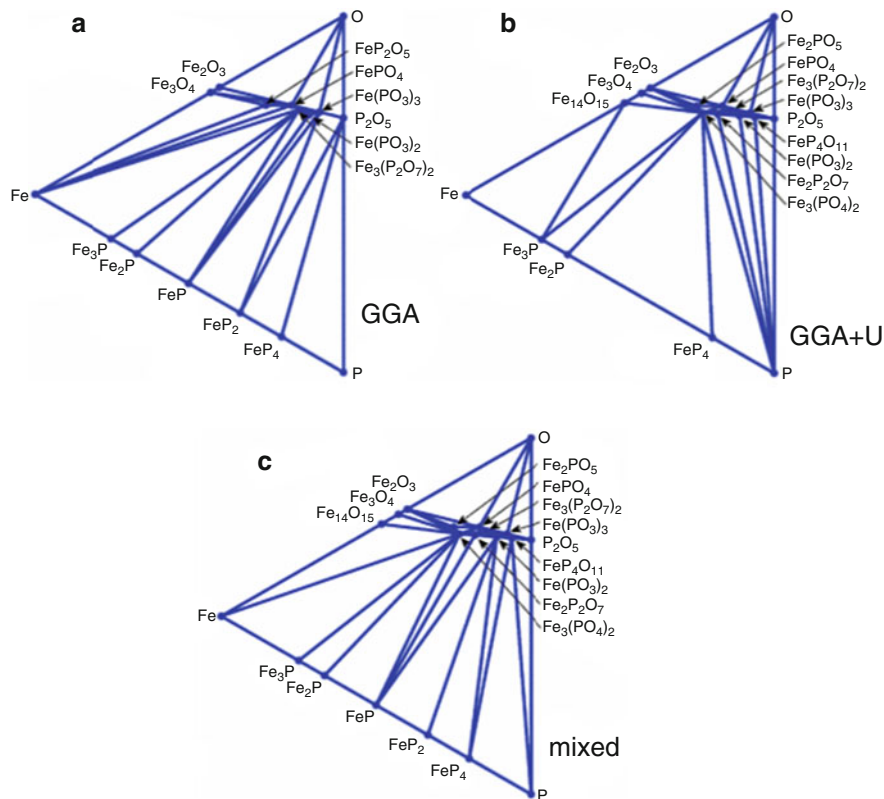 a
O
FeP₂O₅
FePO₄
Fe(PO₃)₃
P₂O₅
Fe(PO₃)₂
Fe₃(P₂O₇)₂
Fe₂O₃
Fe₃O₄
Fe
Fe₃P
Fe₂P
FeP
FeP₂
FeP₄
P
GGA
b
O
Fe₂PO₅
FePO₄
Fe₃(P₂O₇)₂
Fe(PO₃)₃
P₂O₅
FeP₄O₁₁
Fe(PO₃)₂
Fe₂P₂O₇
Fe₃(PO₄)₂
Fe₂O₃
Fe₃O₄
Fe₁₄O₁₅
Fe
Fe₃P
Fe₂P
FeP₄
P
GGA+U
c
O
Fe₂PO₅
FePO₄
Fe₃(P₂O₇)₂
Fe(PO₃)₃
P₂O₅
FeP₄O₁₁
Fe(PO₃)₂
Fe₂P₂O₇
Fe₃(PO₄)₂
Fe₂O₃
Fe₃O₄
Fe₁₄O₁₅
Fe
Fe₃P
Fe₂P
FeP
FeP₂
FeP₄
P
mixed